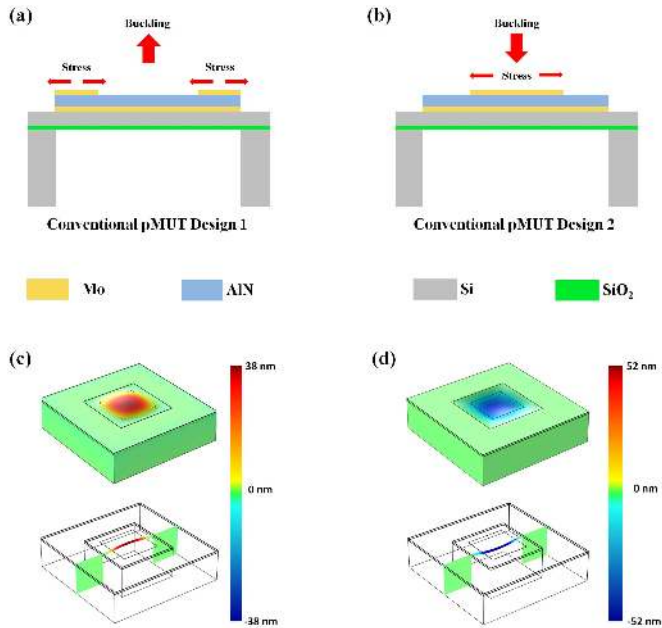 (a)
Buckling
Stress
Stress
Conventional pMUT Design 1
(b)
Buckling
Stress
Conventional pMUT Design 2
Mo
AlN
Si
SiO₂
(c)
38 nm
0 nm
-38 nm
(d)
52 nm
0 nm
-52 nm